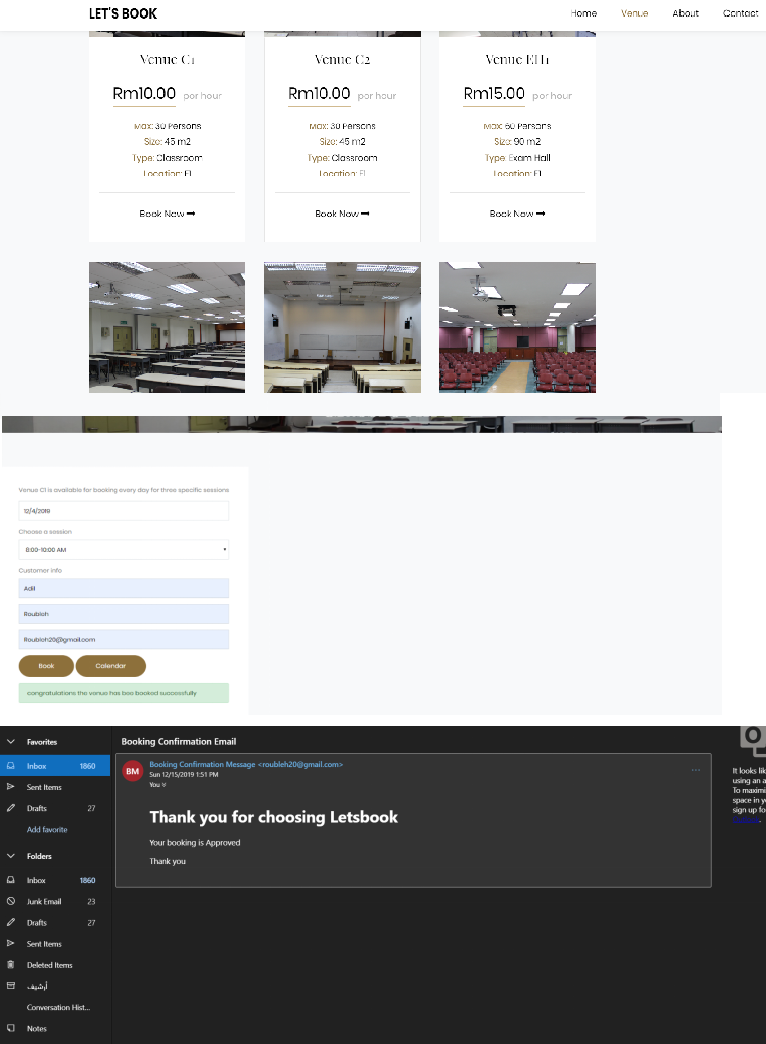 LET'S BOOK
Home Venue About Contact
Venue C1 Venue C2 Venue EH1
Rm10.00 per hour Rm10.00 per hour Rm15.00 per hour
Max: 30 Persons Max: 30 Persons Max: 60 Persons
Size: 45 m2 Size: 45 m2 Size: 90 m2
Type: Classroom Type: Classroom Type: Exam Hall
Location: E1 Location: E1 Location: E1
Book Now ➡ Book Now ➡ Book Now ➡
Venue C1 is available for booking every day for three specific sessions
12/4/2019
Choose a session
8:00-10:00 AM
Customer info
Adil
Roubleh
Roubleh20@gmail.com
Book Calendar
congratulations the venue has bee booked successfully
Favorites
Inbox 1860
Sent Items
Drafts 27
Add favorite
Folders
Inbox 1860
Junk Email 23
Drafts 27
Sent Items
Deleted Items
أرشيف
Conversation Hist...
Notes
Booking Confirmation Email
BM
Booking Confirmation Message <roubleh20@gmail.com>
Sun 12/15/2019 1:51 PM
You
Thank you for choosing Letsbook
Your booking is Approved
Thank you
It looks lik
using an a
To maximi
space in yo
sign up fo